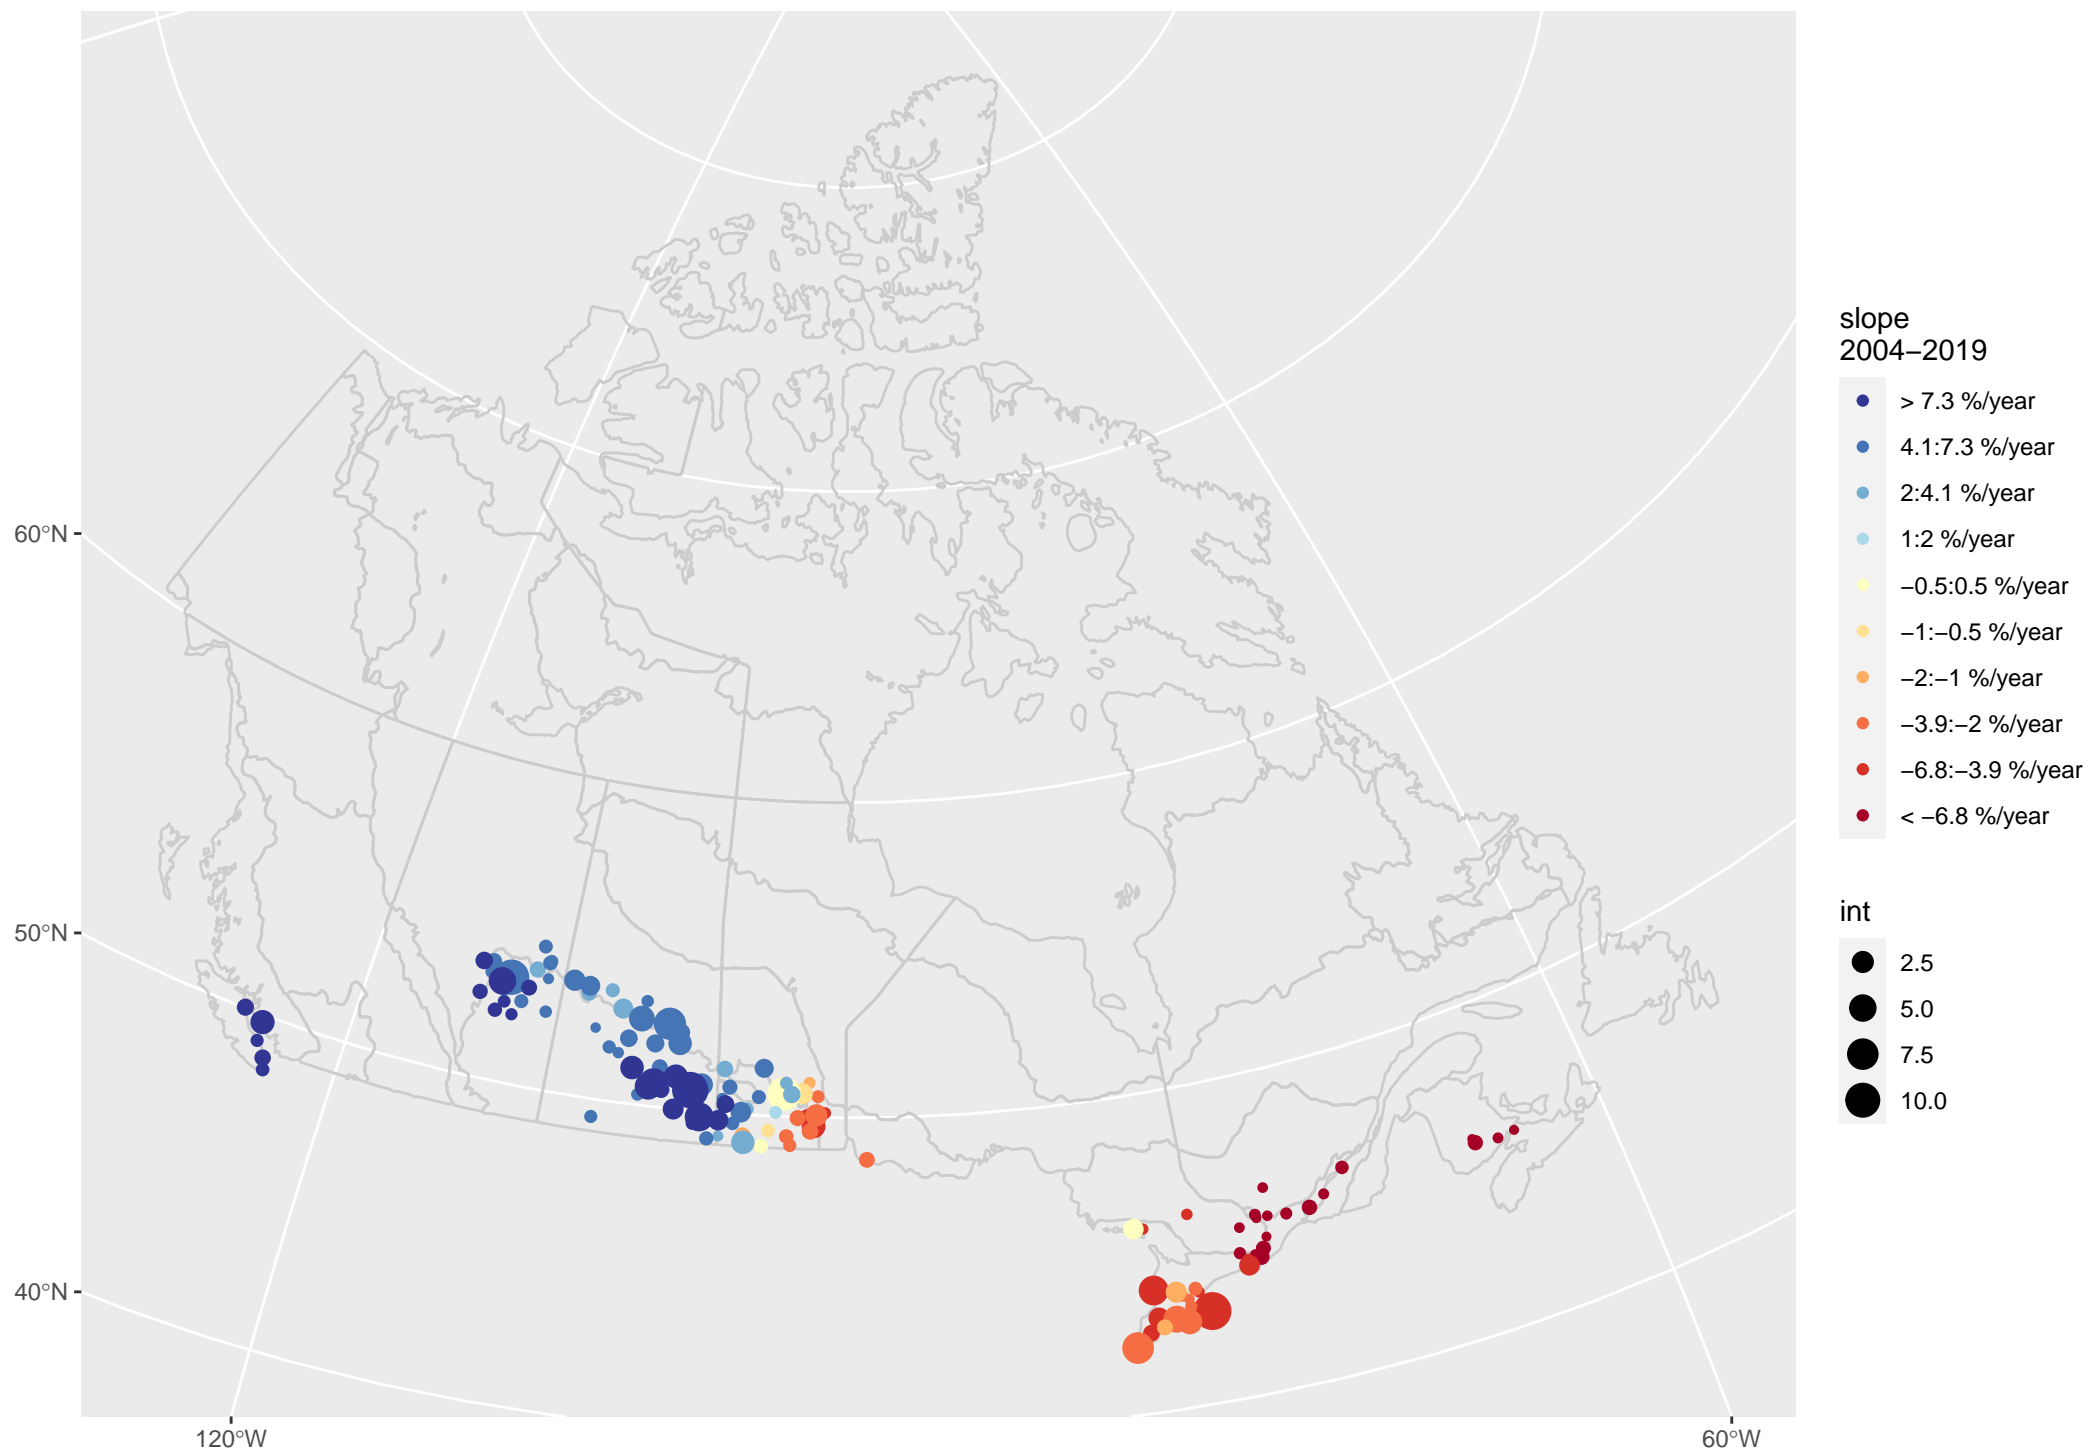 60°N
50°N
40°N
120°W
60°W
slope
2004−2019
> 7.3 %/year
4.1:7.3 %/year
2:4.1 %/year
1:2 %/year
−0.5:0.5 %/year
−1:−0.5 %/year
−2:−1 %/year
−3.9:−2 %/year
−6.8:−3.9 %/year
< −6.8 %/year
int
2.5
5.0
7.5
10.0